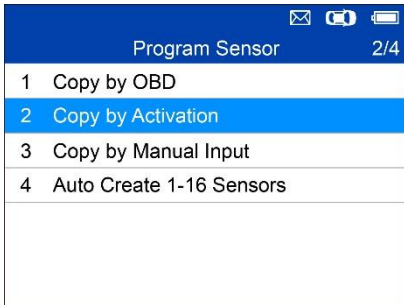 Program Sensor 2/4
1 Copy by OBD
2 Copy by Activation
3 Copy by Manual Input
4 Auto Create 1-16 Sensors